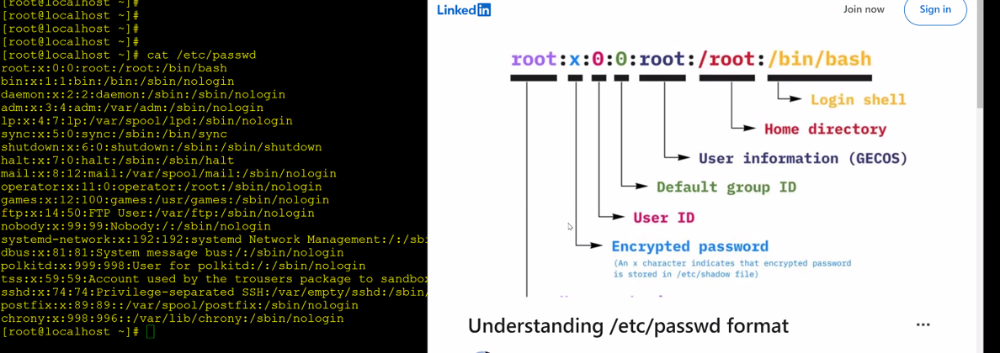 [root@localhost ~]#
[root@localhost ~]#
[root@localhost ~]#
[root@localhost ~]#
[root@localhost ~]# cat /etc/passwd
root:x:0:0:root:/root:/bin/bash
bin:x:1:1:bin:/bin:/sbin/nologin
daemon:x:2:2:daemon:/sbin:/sbin/nologin
adm:x:3:4:adm:/var/adm:/sbin/nologin
lp:x:4:7:lp:/var/spool/lpd:/sbin/nologin
sync:x:5:0:sync:/sbin:/bin/sync
shutdown:x:6:0:shutdown:/sbin:/sbin/shutdown
halt:x:7:0:halt:/sbin:/sbin/halt
mail:x:8:12:mail:/var/spool/mail:/sbin/nologin
operator:x:11:0:operator:/root:/sbin/nologin
games:x:12:100:games:/usr/games:/sbin/nologin
ftp:x:14:50:FTP User:/var/ftp:/sbin/nologin
nobody:x:99:99:Nobody:/:/sbin/nologin
systemd-network:x:192:192:systemd Network Management:/:/sbi
dbus:x:81:81:System message bus:/:/sbin/nologin
polkitd:x:999:998:User for polkitd:/:/sbin/nologin
tss:x:59:59:Account used by the trousers package to sandbo
sshd:x:74:74:Privilege-separated SSH:/var/empty/sshd:/sbin/
postfix:x:89:89::/var/spool/postfix:/sbin/nologin
chrony:x:998:996::/var/lib/chrony:/sbin/nologin
[root@localhost ~]#
Linkedin
Join now
Sign in
root:x:0:0:root:/root:/bin/bash
Login shell
Home directory
User information (GECOS)
Default group ID
User ID
Encrypted password
(An x character indicates that encrypted password
is stored in /etc/shadow file)
Understanding /etc/passwd format